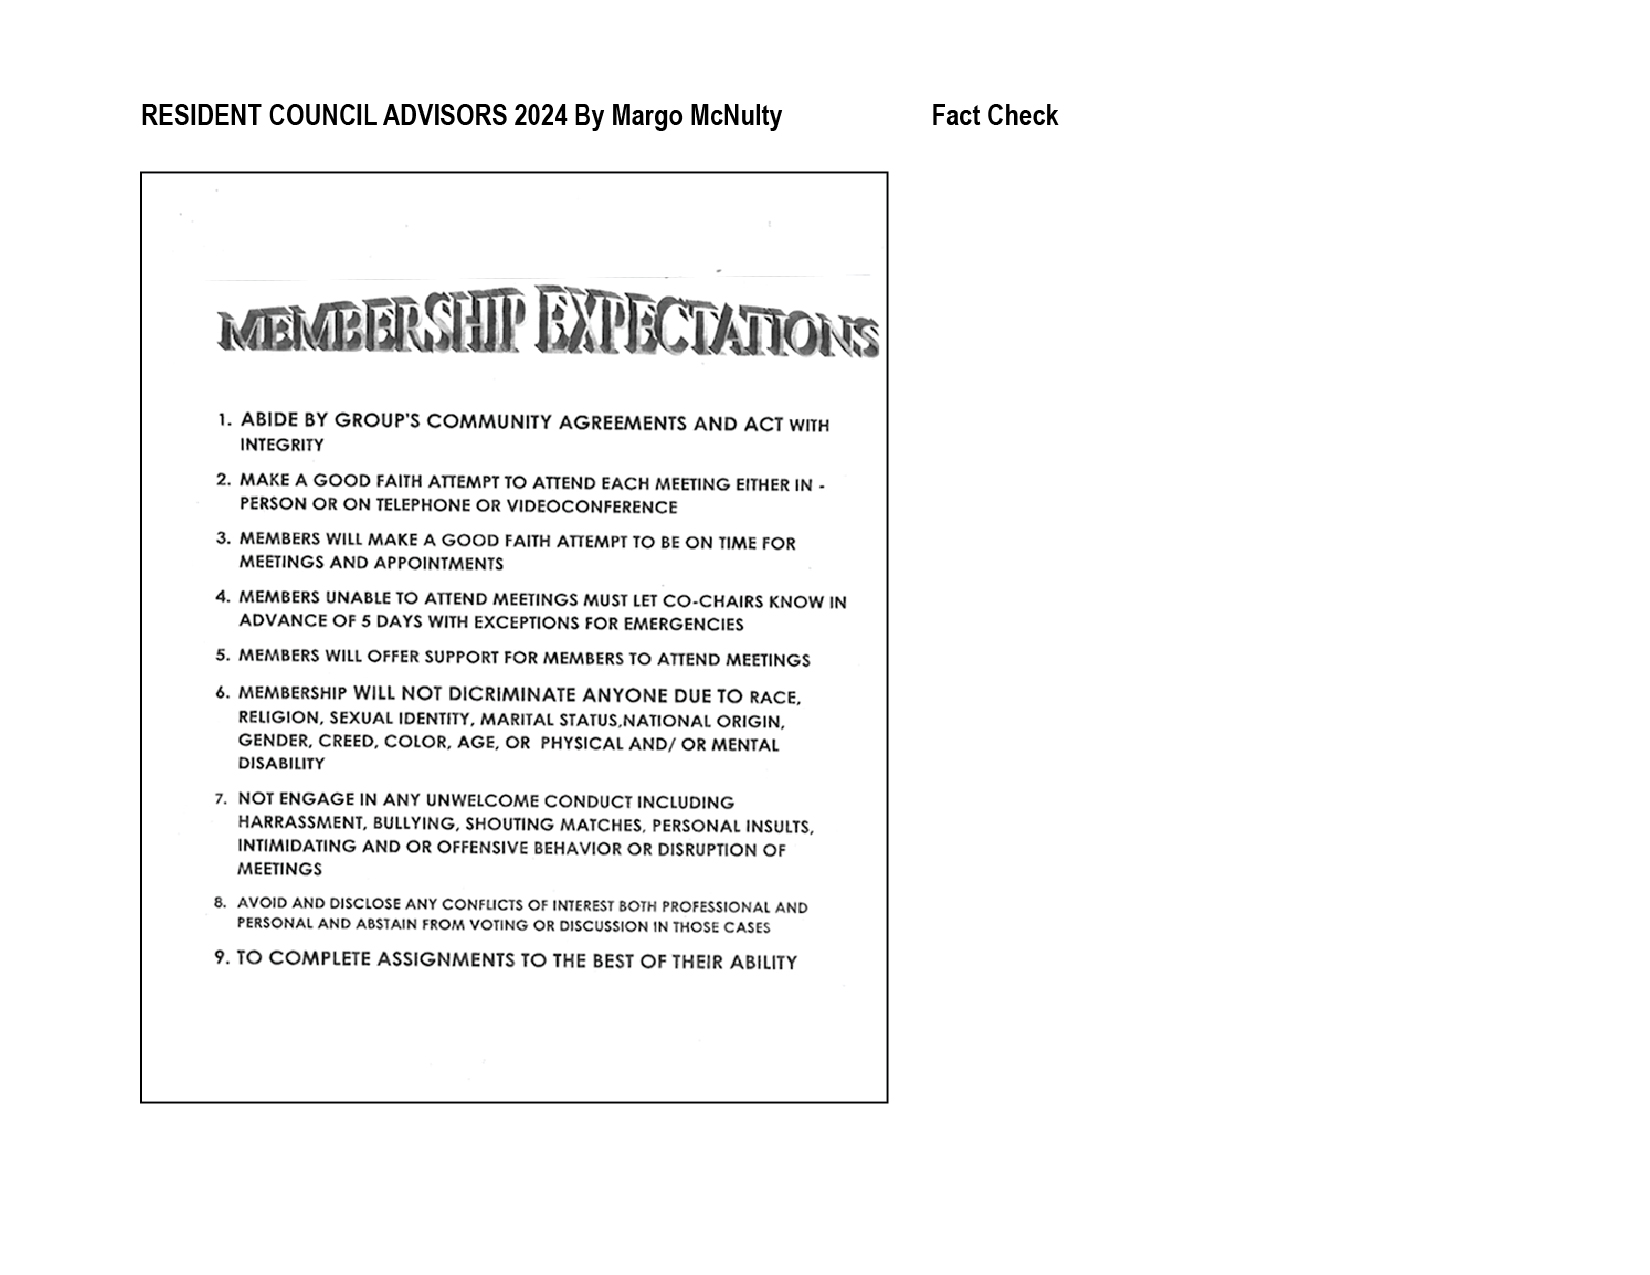 RESIDENT COUNCIL ADVISORS 2024 By Margo McNulty
Fact Check
MEMBERSHIP EXPECTATIONS
1. ABIDE BY GROUP'S COMMUNITY AGREEMENTS AND ACT WITH
INTEGRITY
2. MAKE A GOOD FAITH ATTEMPT TO ATTEND EACH MEETING EITHER IN -
PERSON OR ON TELEPHONE OR VIDEOCONFERENCE
3. MEMBERS WILL MAKE A GOOD FAITH ATTEMPT TO BE ON TIME FOR
MEETINGS AND APPOINTMENTS
4. MEMBERS UNABLE TO ATTEND MEETINGS MUST LET CO-CHAIRS KNOW IN
ADVANCE OF 5 DAYS WITH EXCEPTIONS FOR EMERGENCIES
5. MEMBERS WILL OFFER SUPPORT FOR MEMBERS TO ATTEND MEETINGS
6. MEMBERSHIP WILL NOT DICRIMINATE ANYONE DUE TO RACE,
RELIGION, SEXUAL IDENTITY, MARITAL STATUS,NATIONAL ORIGIN,
GENDER, CREED, COLOR, AGE, OR PHYSICAL AND/ OR MENTAL
DISABILITY
7. NOT ENGAGE IN ANY UNWELCOME CONDUCT INCLUDING
HARRASSMENT, BULLYING, SHOUTING MATCHES, PERSONAL INSULTS,
INTIMIDATING AND OR OFFENSIVE BEHAVIOR OR DISRUPTION OF
MEETINGS
8. AVOID AND DISCLOSE ANY CONFLICTS OF INTEREST BOTH PROFESSIONAL AND
PERSONAL AND ABSTAIN FROM VOTING OR DISCUSSION IN THOSE CASES
9. TO COMPLETE ASSIGNMENTS TO THE BEST OF THEIR ABILITY